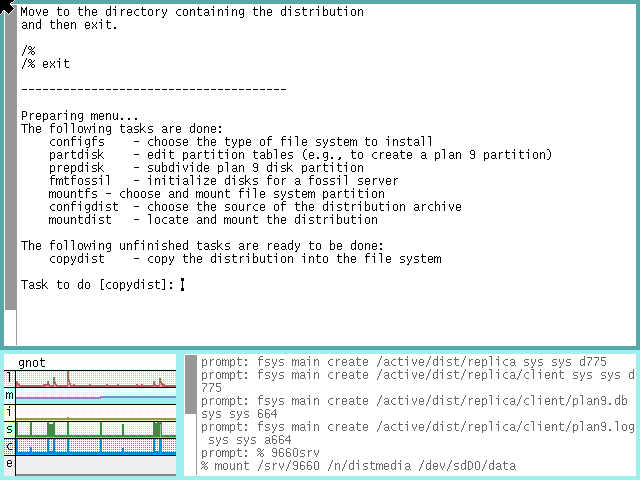 Move to the directory containing the distribution
and then exit.
/%
/% exit
--------------------------------------
Preparing menu...
The following tasks are done:
configfs - choose the type of file system to install
partdisk - edit partition tables (e.g., to create a plan 9 partition)
prepdisk - subdivide plan 9 disk partition
fmtfossil - initialize disks for a fossil server
mountfs - choose and mount file system partition
configdist - choose the source of the distribution archive
mountdist - locate and mount the distribution
The following unfinished tasks are ready to be done:
copydist - copy the distribution into the file system
Task to do [copydist]:
gnot
l
m
i
s
c
e
prompt: fsys main create /active/dist/replica sys sys d775
prompt: fsys main create /active/dist/replica/client sys sys d
775
prompt: fsys main create /active/dist/replica/client/plan9.db
sys sys 664
prompt: fsys main create /active/dist/replica/client/plan9.log
sys sys a664
prompt: % 9660srv
% mount /srv/9660 /n/distmedia /dev/sdD0/data